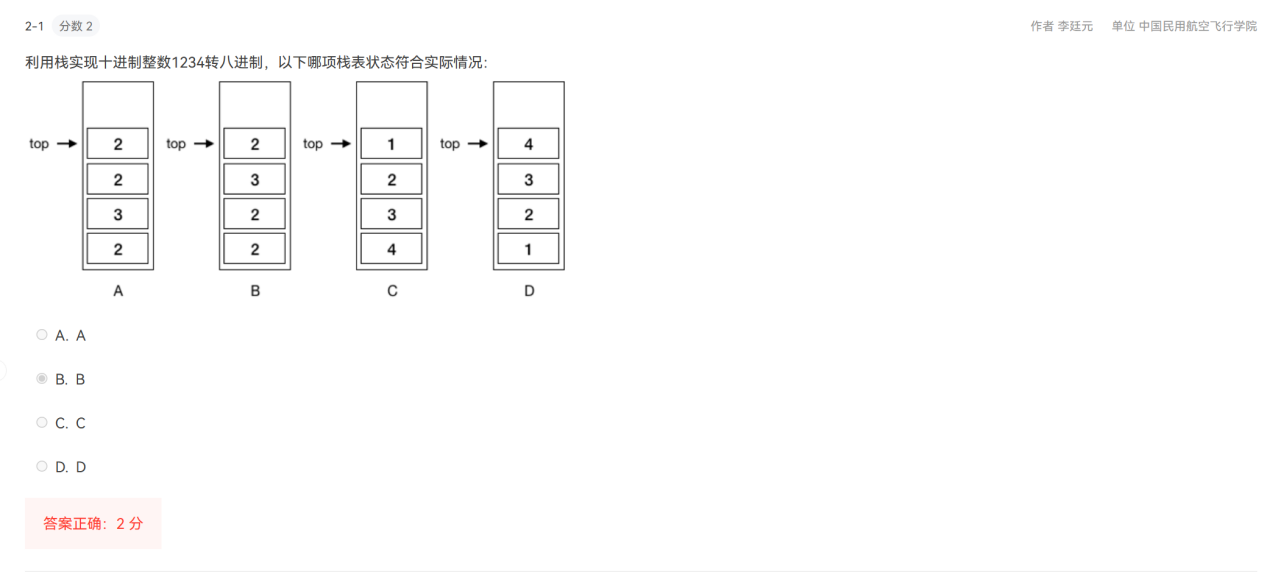 2-1 分数 2 作者 李廷元 单位 中国民用航空飞行学院
利用栈实现十进制整数1234转八进制，以下哪项栈表状态符合实际情况：
top 2 top 2 top 1 top 4
2 3 2 3
3 2 3 2
2 2 4 1
A B C D
A. A
B. B
C. C
D. D
答案正确：2 分